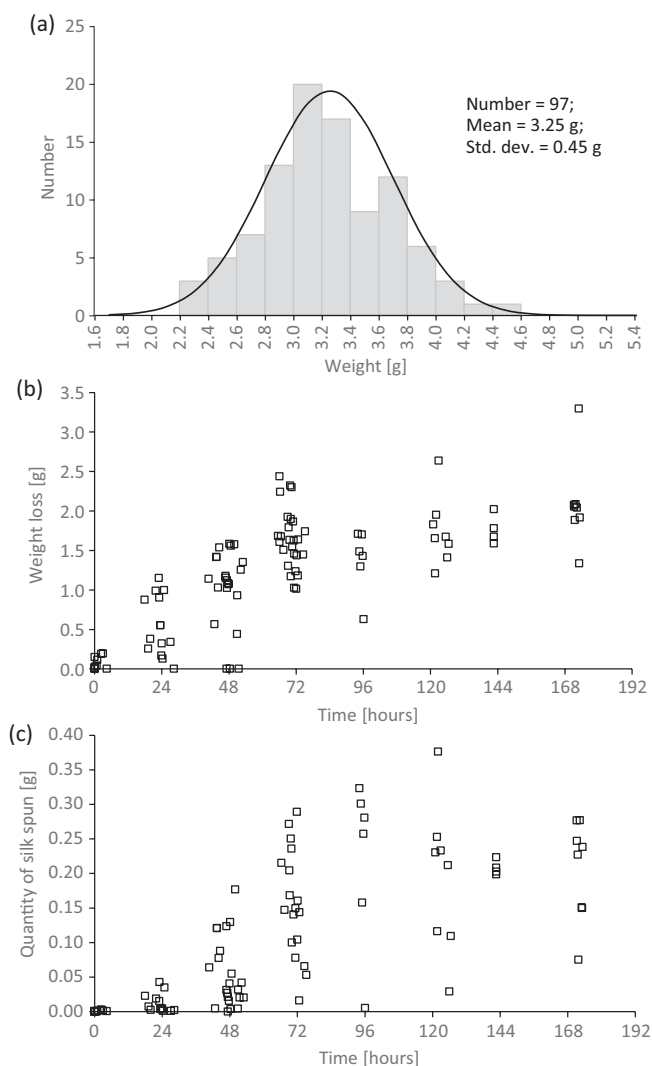 (a)
25
20
15
10
5
0
Number
Number = 97;
Mean = 3.25 g;
Std. dev. = 0.45 g
1.6 1.8 2.0 2.2 2.4 2.6 2.8 3.0 3.2 3.4 3.6 3.8 4.0 4.2 4.4 4.6 4.8 5.0 5.2 5.4
Weight [g]
(b)
3.5
3.0
2.5
2.0
1.5
1.0
0.5
0.0
Weight loss [g]
0 24 48 72 96 120 144 168 192
Time [hours]
(c)
0.40
0.35
0.30
0.25
0.20
0.15
0.10
0.05
0.00
Quantity of silk spun [g]
0 24 48 72 96 120 144 168 192
Time [hours]